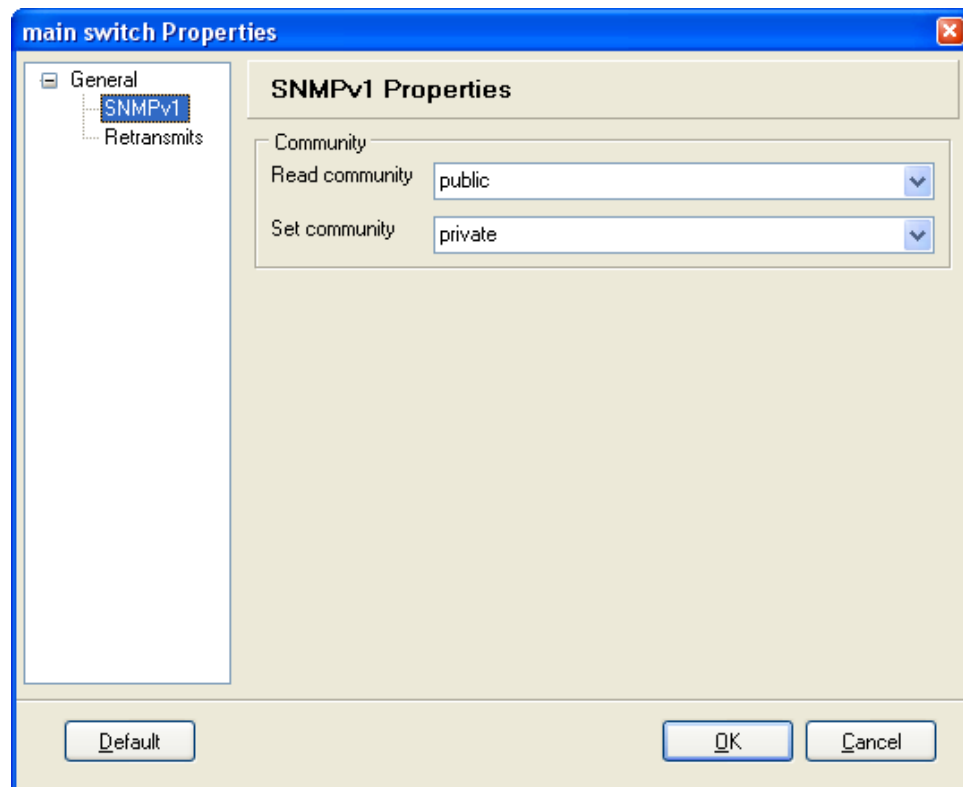 main switch Properties
General
SNMPv1
Retransmits
SNMPv1 Properties
Community
Read community public
Set community private
Default OK Cancel